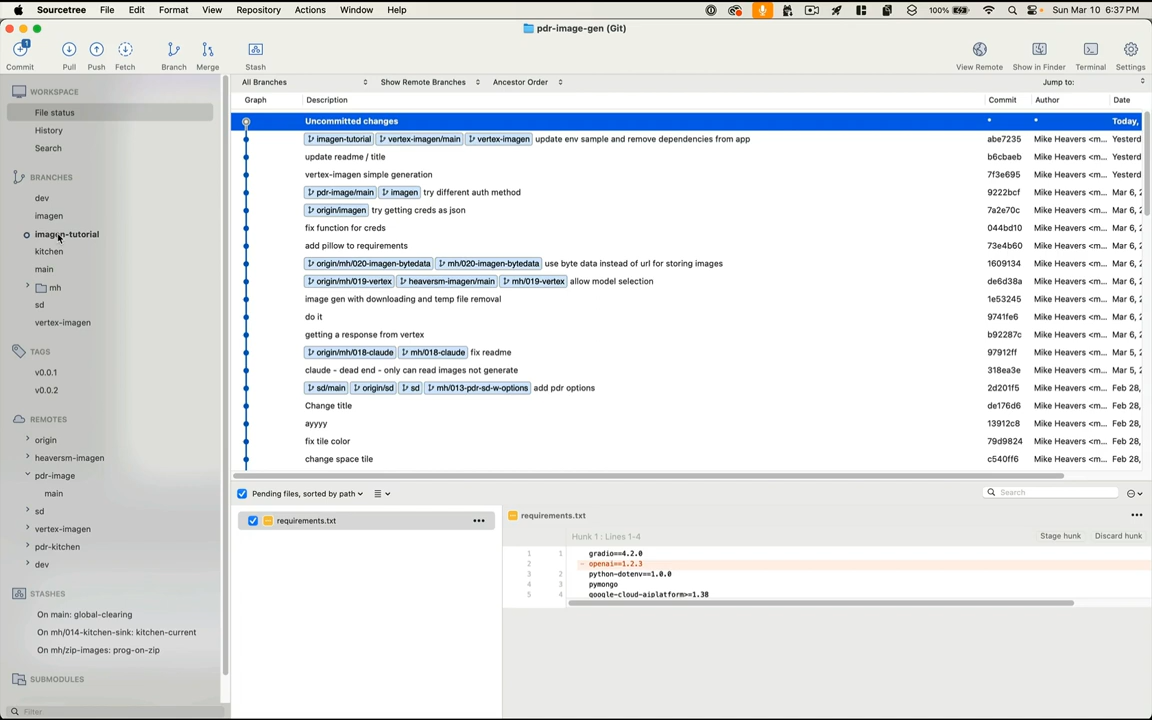 Sourcetree File Edit Format View Repository Actions Window Help 100% Sun Mar 10 6:37 PM
pdr-image-gen (Git)
1
Commit Pull Push Fetch Branch Merge Stash View Remote Show in Finder Terminal Settings
WORKSPACE
File status
History
Search
BRANCHES
dev
imagen
imagen-tutorial
kitchen
main
mh
sd
vertex-imagen
TAGS
v0.0.1
v0.0.2
REMOTES
origin
heaversm-imagen
pdr-image
main
sd
vertex-imagen
pdr-kitchen
dev
STASHES
On main: global-clearing
On mh/014-kitchen-sink: kitchen-current
On mh/zip-images: prog-on-zip
SUBMODULES
Filter
All Branches Show Remote Branches Ancestor Order Jump to:
Graph Description Commit Author Date
Uncommitted changes * * Today,
imagen-tutorial vertex-imagen/main vertex-imagen update env sample and remove dependencies from app abe7235 Mike Heavers <m... Yesterd
update readme / title b6cbaeb Mike Heavers <m... Yesterd
vertex-imagen simple generation 7f3e695 Mike Heavers <m... Yesterd
pdr-image/main imagen try different auth method 9222bcf Mike Heavers <m... Mar 6, 2
origin/imagen try getting creds as json 7a2e70c Mike Heavers <m... Mar 6, 2
fix function for creds 044bd10 Mike Heavers <m... Mar 6, 2
add pillow to requirements 73e4b60 Mike Heavers <m... Mar 6, 2
origin/mh/020-imagen-bytedata mh/020-imagen-bytedata use byte data instead of url for storing images 1609134 Mike Heavers <m... Mar 6, 2
origin/mh/019-vertex heaversm-imagen/main mh/019-vertex allow model selection de6d38a Mike Heavers <m... Mar 6, 2
image gen with downloading and temp file removal 1e53245 Mike Heavers <m... Mar 6, 2
do it 9741fe6 Mike Heavers <m... Mar 6, 2
getting a response from vertex b92287c Mike Heavers <m... Mar 6, 2
origin/mh/018-claude mh/018-claude fix readme 97912ff Mike Heavers <m... Mar 5, 2
claude - dead end - only can read images not generate 318ea3e Mike Heavers <m... Mar 5, 2
sd/main origin/sd sd mh/013-pdr-sd-w-options add pdr options 2d201f5 Mike Heavers <m... Feb 28,
Change title de176d6 Mike Heavers <m... Feb 28,
ayyyy 13912c8 Mike Heavers <m... Feb 28,
fix tile color 79d9824 Mike Heavers <m... Feb 28,
change space tile c540ff6 Mike Heavers <m... Feb 28,
Pending files, sorted by path Search
requirements.txt •••
requirements.txt •••
Hunk 1 : Lines 1-4 Stage hunk Discard hunk
1 1 gradio==4.2.0
2 - openai==1.2.3
3 2 python-dotenv==1.0.0
4 3 pymongo
5 4 google-cloud-aiplatform>=1.38